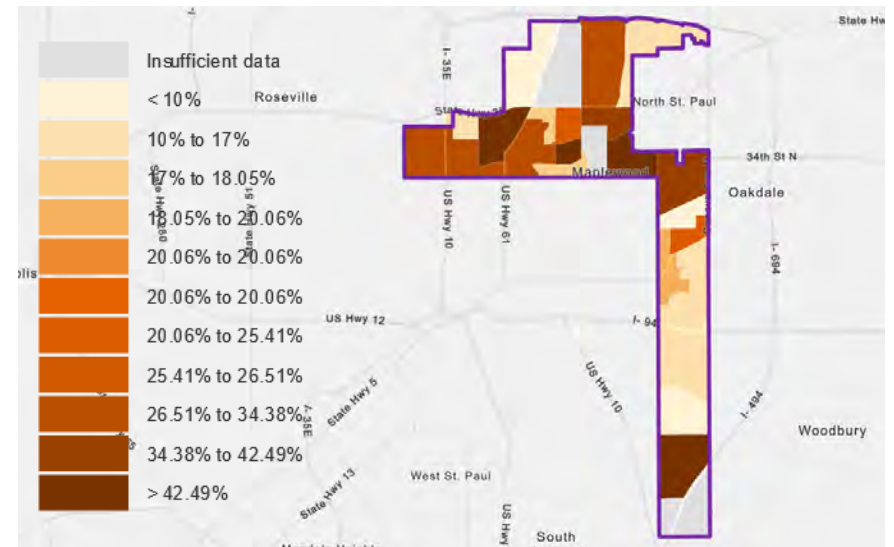 Insufficient data
< 10%
10% to 17%
17% to 18.05%
18.05% to 20.06%
20.06% to 20.06%
20.06% to 20.06%
20.06% to 25.41%
25.41% to 26.51%
26.51% to 34.38%
34.38% to 42.49%
> 42.49%
State Hw
I- 35E
Roseville
North St. Paul
34th St N
Maplewood
Oakdale
State Hwy 51
US Hwy 10
US Hwy 61
I- 694
US Hwy 12
I- 94
State Hwy 5
I- 35E
US Hwy 10
I- 494
Woodbury
West St. Paul
State Hwy 13
US Hwy
South